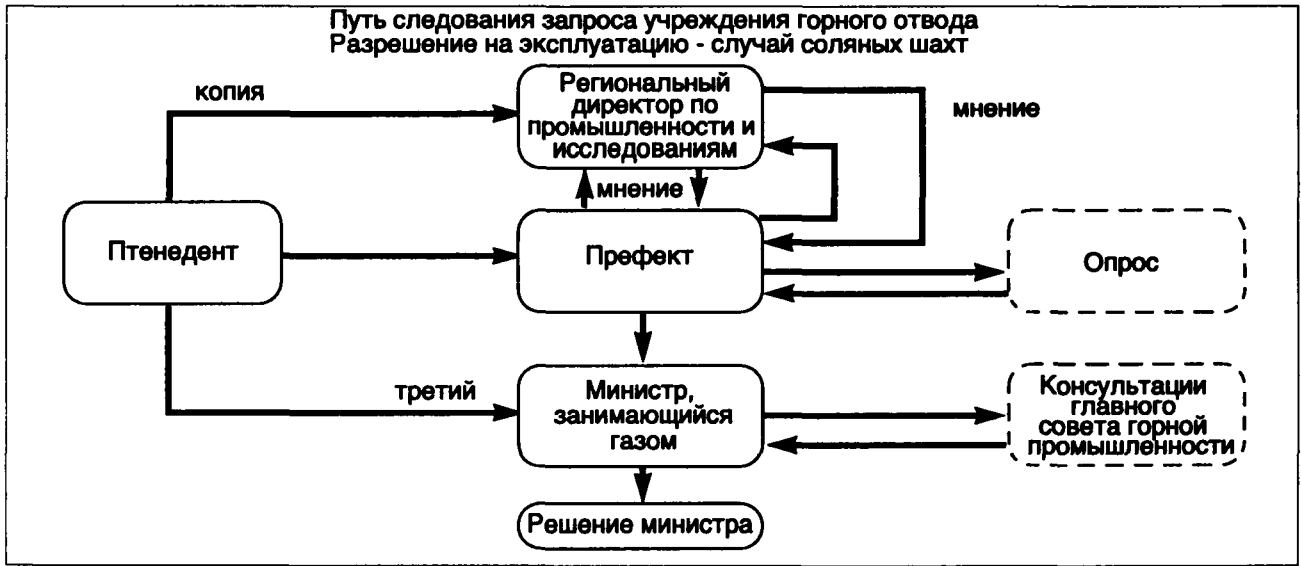 Путь следования запроса учреждения горного отвода
Разрешение на эксплуатацию - случай соляных шахт
копия
Региональный
директор по
промышленности и
исследованиям
мнение
мнение
Птенедент
Префект
Опрос
третий
Министр,
занимающийся
газом
Консультации
главного
совета горной
промышленности
Решение министра